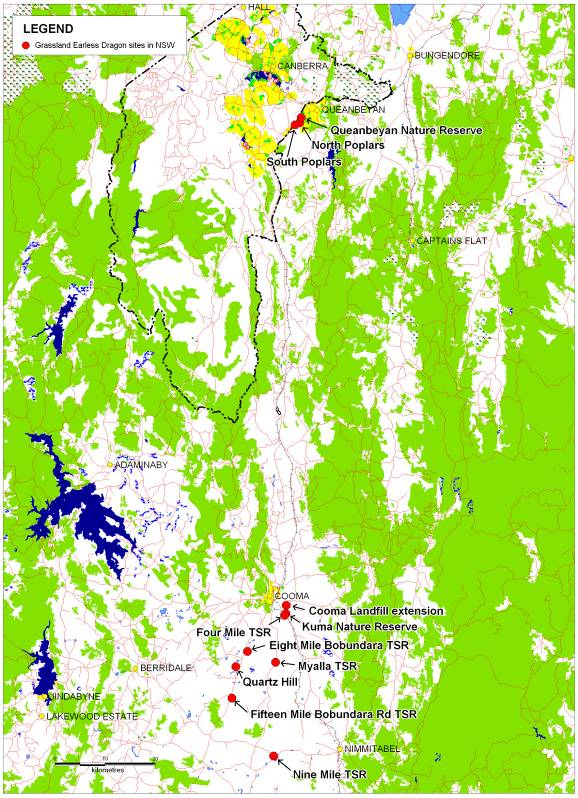 HALL
LEGEND
Grassland Earless Dragon sites in NSW
BUNGENDORE
CANBERRA
QUEANBEYAN
Queanbeyan Nature Reserve
North Poplars
South Poplars
CAPTAINS FLAT
ADAMINABY
COOMA
Cooma Landfill extension
Kuma Nature Reserve
Four Mile TSR
Eight Mile Bobundara TSR
Myalla TSR
BERRIDALE
Quartz Hill
JINDABYNE
LAKEWOOD ESTATE
Fifteen Mile Bobundara Rd TSR
NIMMITABEL
kilometres
Nine Mile TSR